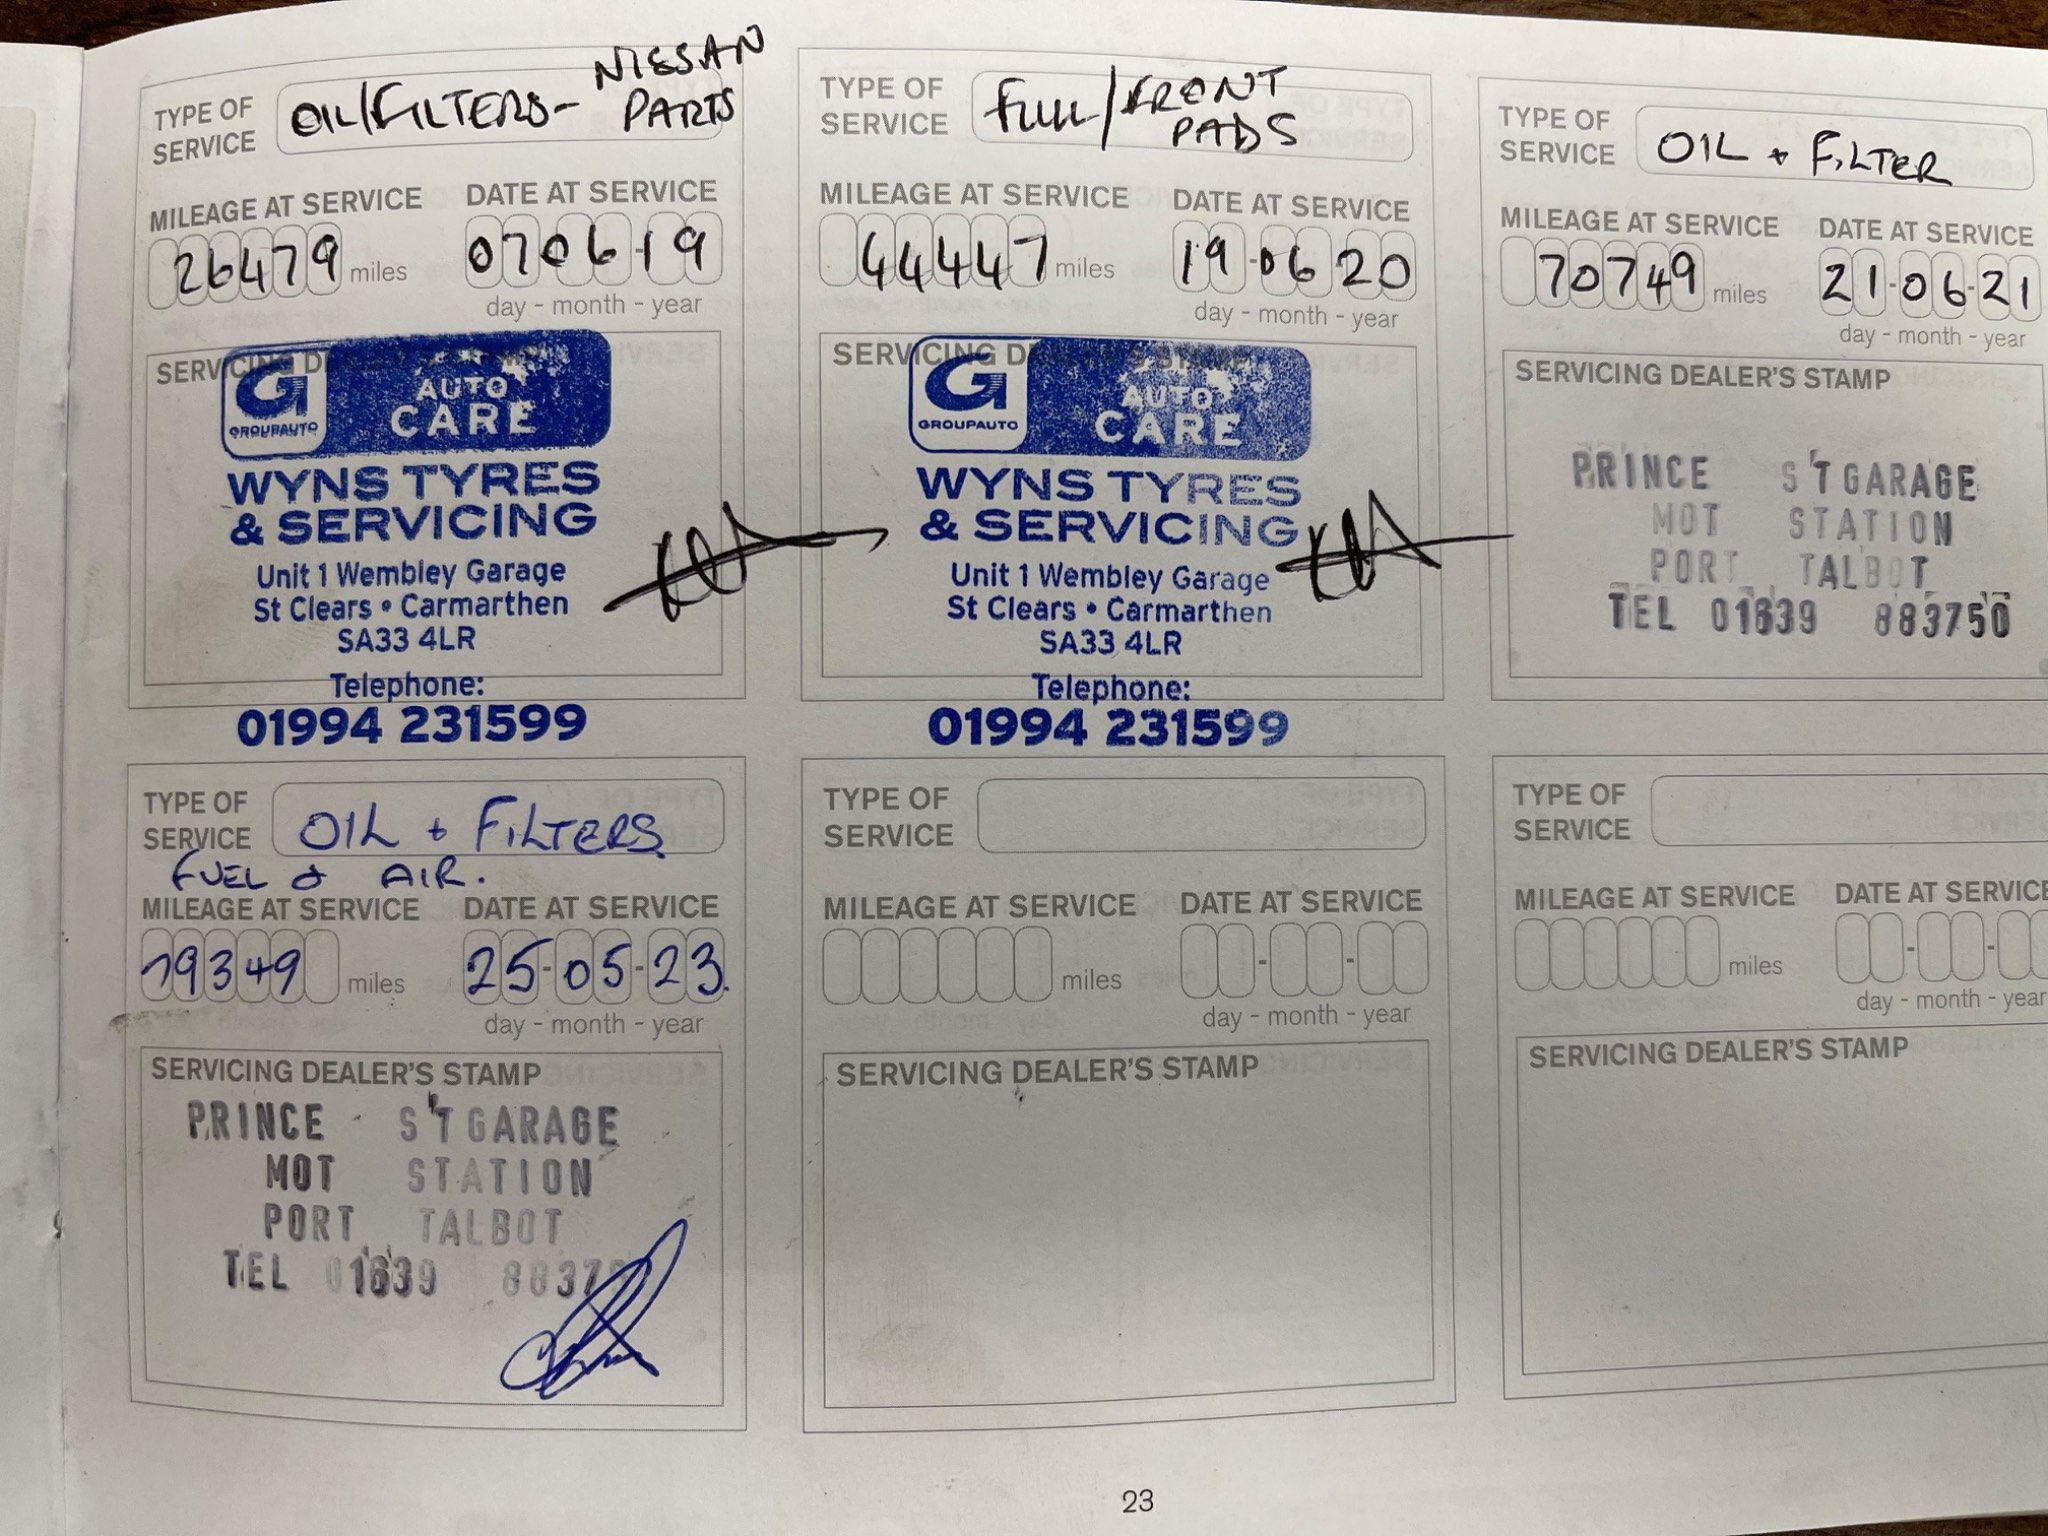 TYPE OF SERVICE OIL/FILTERS- NISSAN PARTS
MILEAGE AT SERVICE DATE AT SERVICE
26479 miles 070619
day - month - year
SERVICING DEALER'S STAMP
G GROUPAUTO
AUTO CARE
WYNS TYRES
& SERVICING
Unit 1 Wembley Garage
St Clears • Carmarthen
SA33 4LR
Telephone:
01994 231599
TYPE OF SERVICE FULL/FRONT PADS
MILEAGE AT SERVICE DATE AT SERVICE
44447 miles 19-06 20
day - month - year
SERVICING DEALER'S STAMP
G GROUPAUTO
AUTO CARE
WYNS TYRES
& SERVICING
Unit 1 Wembley Garage
St Clears • Carmarthen
SA33 4LR
Telephone:
01994 231599
TYPE OF SERVICE OIL + FILTER
MILEAGE AT SERVICE DATE AT SERVICE
70749 miles 21-06-21
day - month - year
SERVICING DEALER'S STAMP
PRINCE S'T GARAGE
MOT STATION
PORT TALBOT
TEL 01639 883750
TYPE OF SERVICE OIL + FILTERS
FUEL & AIR.
MILEAGE AT SERVICE DATE AT SERVICE
79349 miles 25-05-23.
day - month - year
SERVICING DEALER'S STAMP
PRINCE S'T GARAGE
MOT STATION
PORT TALBOT
TEL 01639
TYPE OF SERVICE
MILEAGE AT SERVICE DATE AT SERVICE
miles
day - month - year
SERVICING DEALER'S STAMP
TYPE OF SERVICE
MILEAGE AT SERVICE DATE AT SERVICE
miles
day - month - year
SERVICING DEALER'S STAMP
23